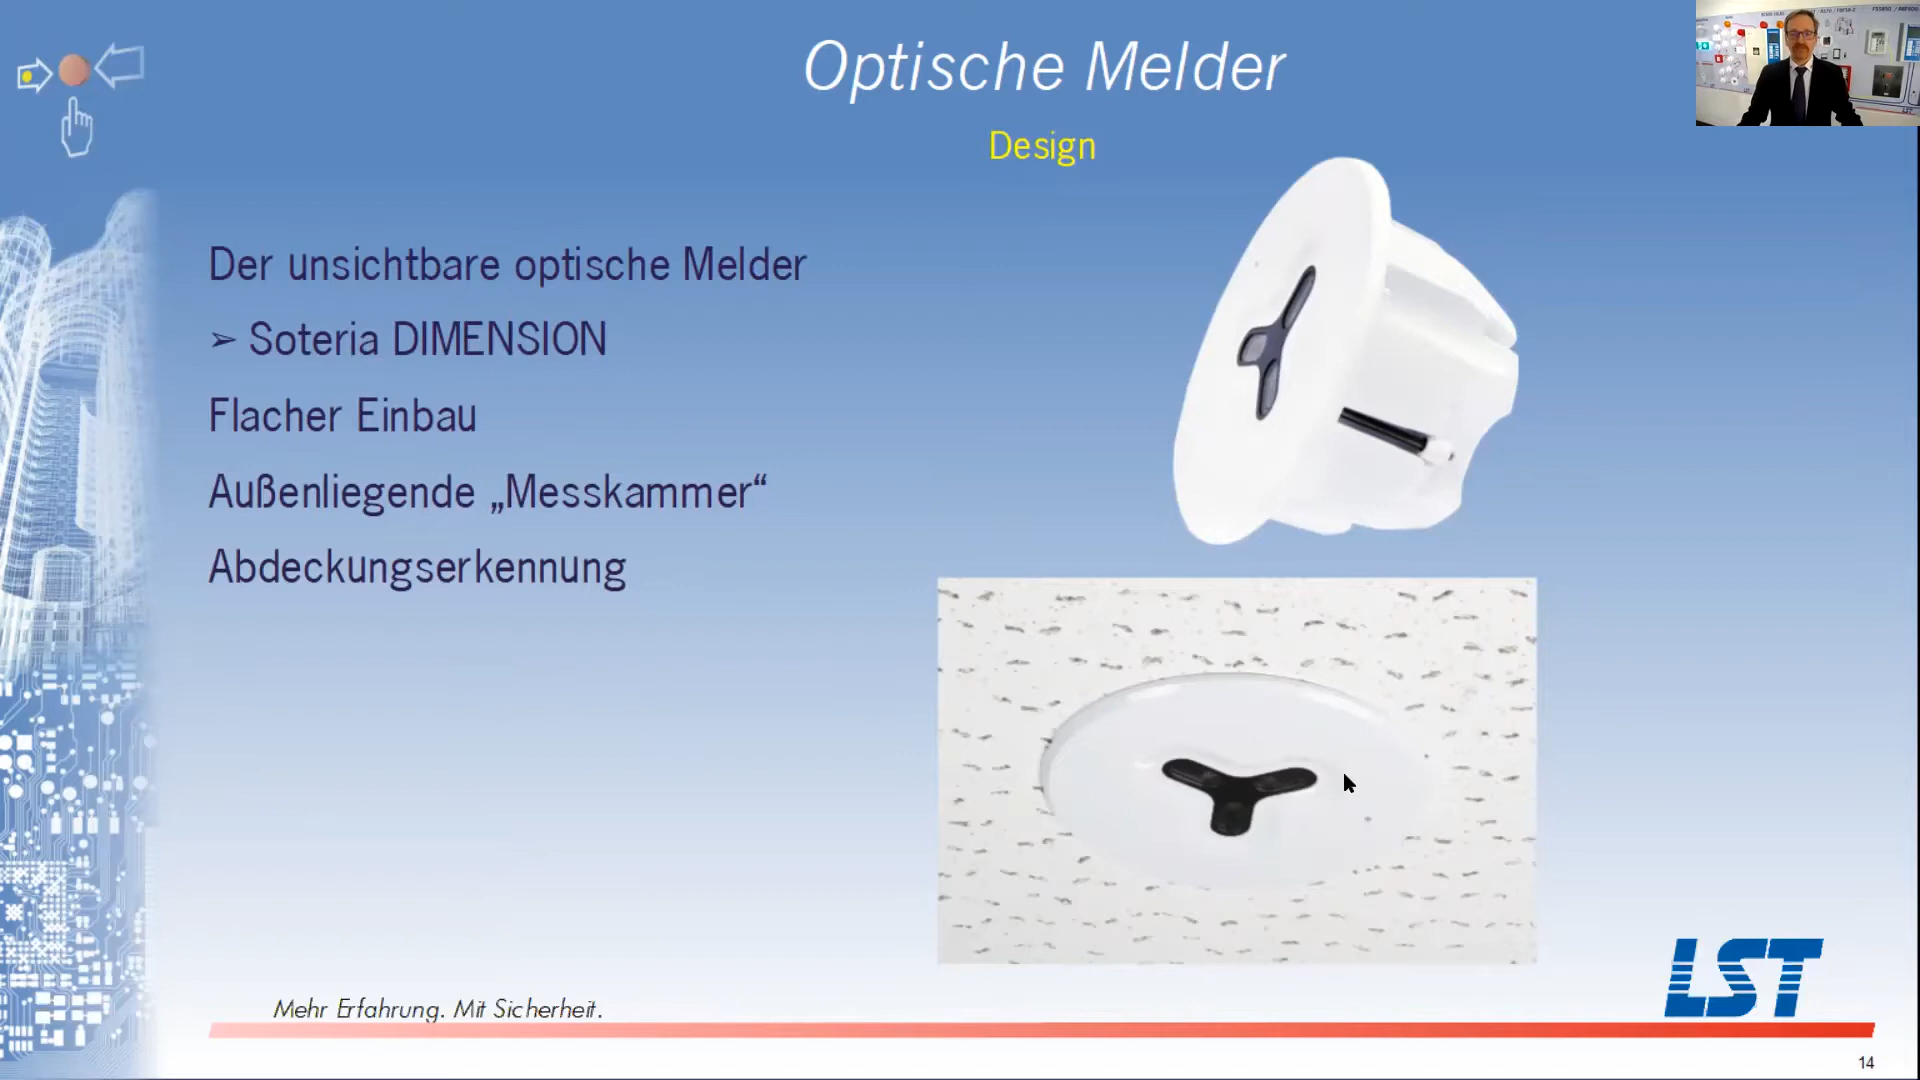 Optische Melder
Design
Der unsichtbare optische Melder
➢ Soteria DIMENSION
Flacher Einbau
Außenliegende „Messkammer“
Abdeckungserkennung
Mehr Erfahrung. Mit Sicherheit.
LST
14